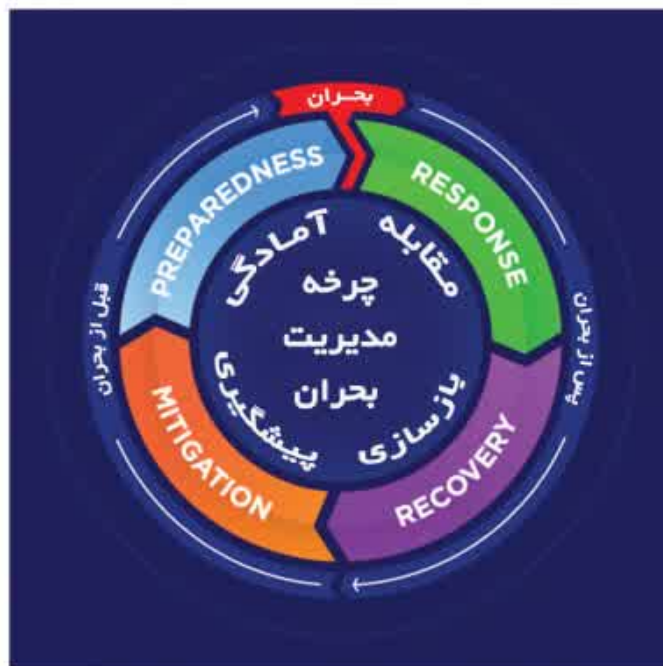 بحران
PREPAREDNESS
RESPONSE
آمادگی
مقابله
چرخه
مدیریت
بحران
قبل از بحران
پس از بحران
پیشگیری
بازسازی
MITIGATION
RECOVERY